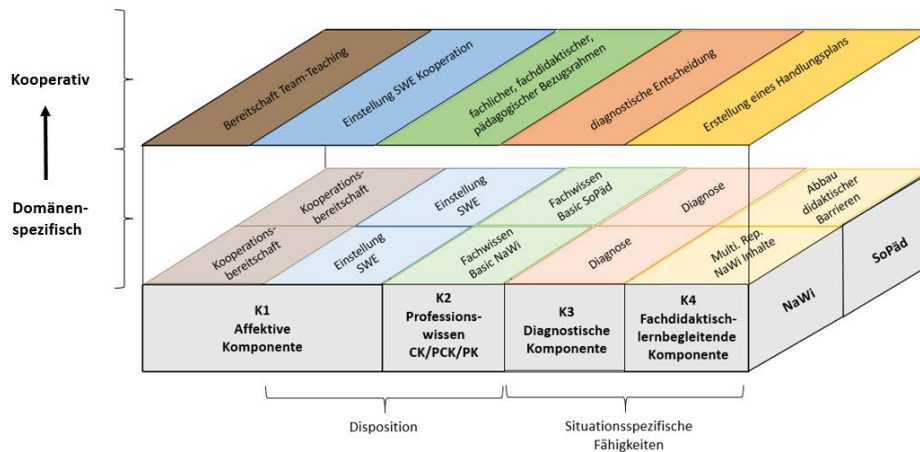 Kooperativ
Domänen-
spezifisch
Bereitschaft Team-Teaching
Einstellung SWE Kooperation
fachlicher, fachdidaktischer,
pädagogischer Bezugsrahmen
diagnostische Entscheidung
Erstellung eines Handlungsplans
Kooperations-
bereitschaft
Einstellung
SWE
Fachwissen
Basic SoPäd
Diagnose
Abbau
didaktischer
Barrieren
Kooperations-
bereitschaft
Einstellung
SWE
Fachwissen
Basic NaWi
Diagnose
Multi. Rep.
NaWi Inhalte
K1
Affektive
Komponente
K2
Professions-
wissen
CK/PCK/PK
K3
Diagnostische
Komponente
K4
Fachdidaktisch-
lernbegleitende
Komponente
NaWi
SoPäd
Disposition
Situationsspezifische
Fähigkeiten